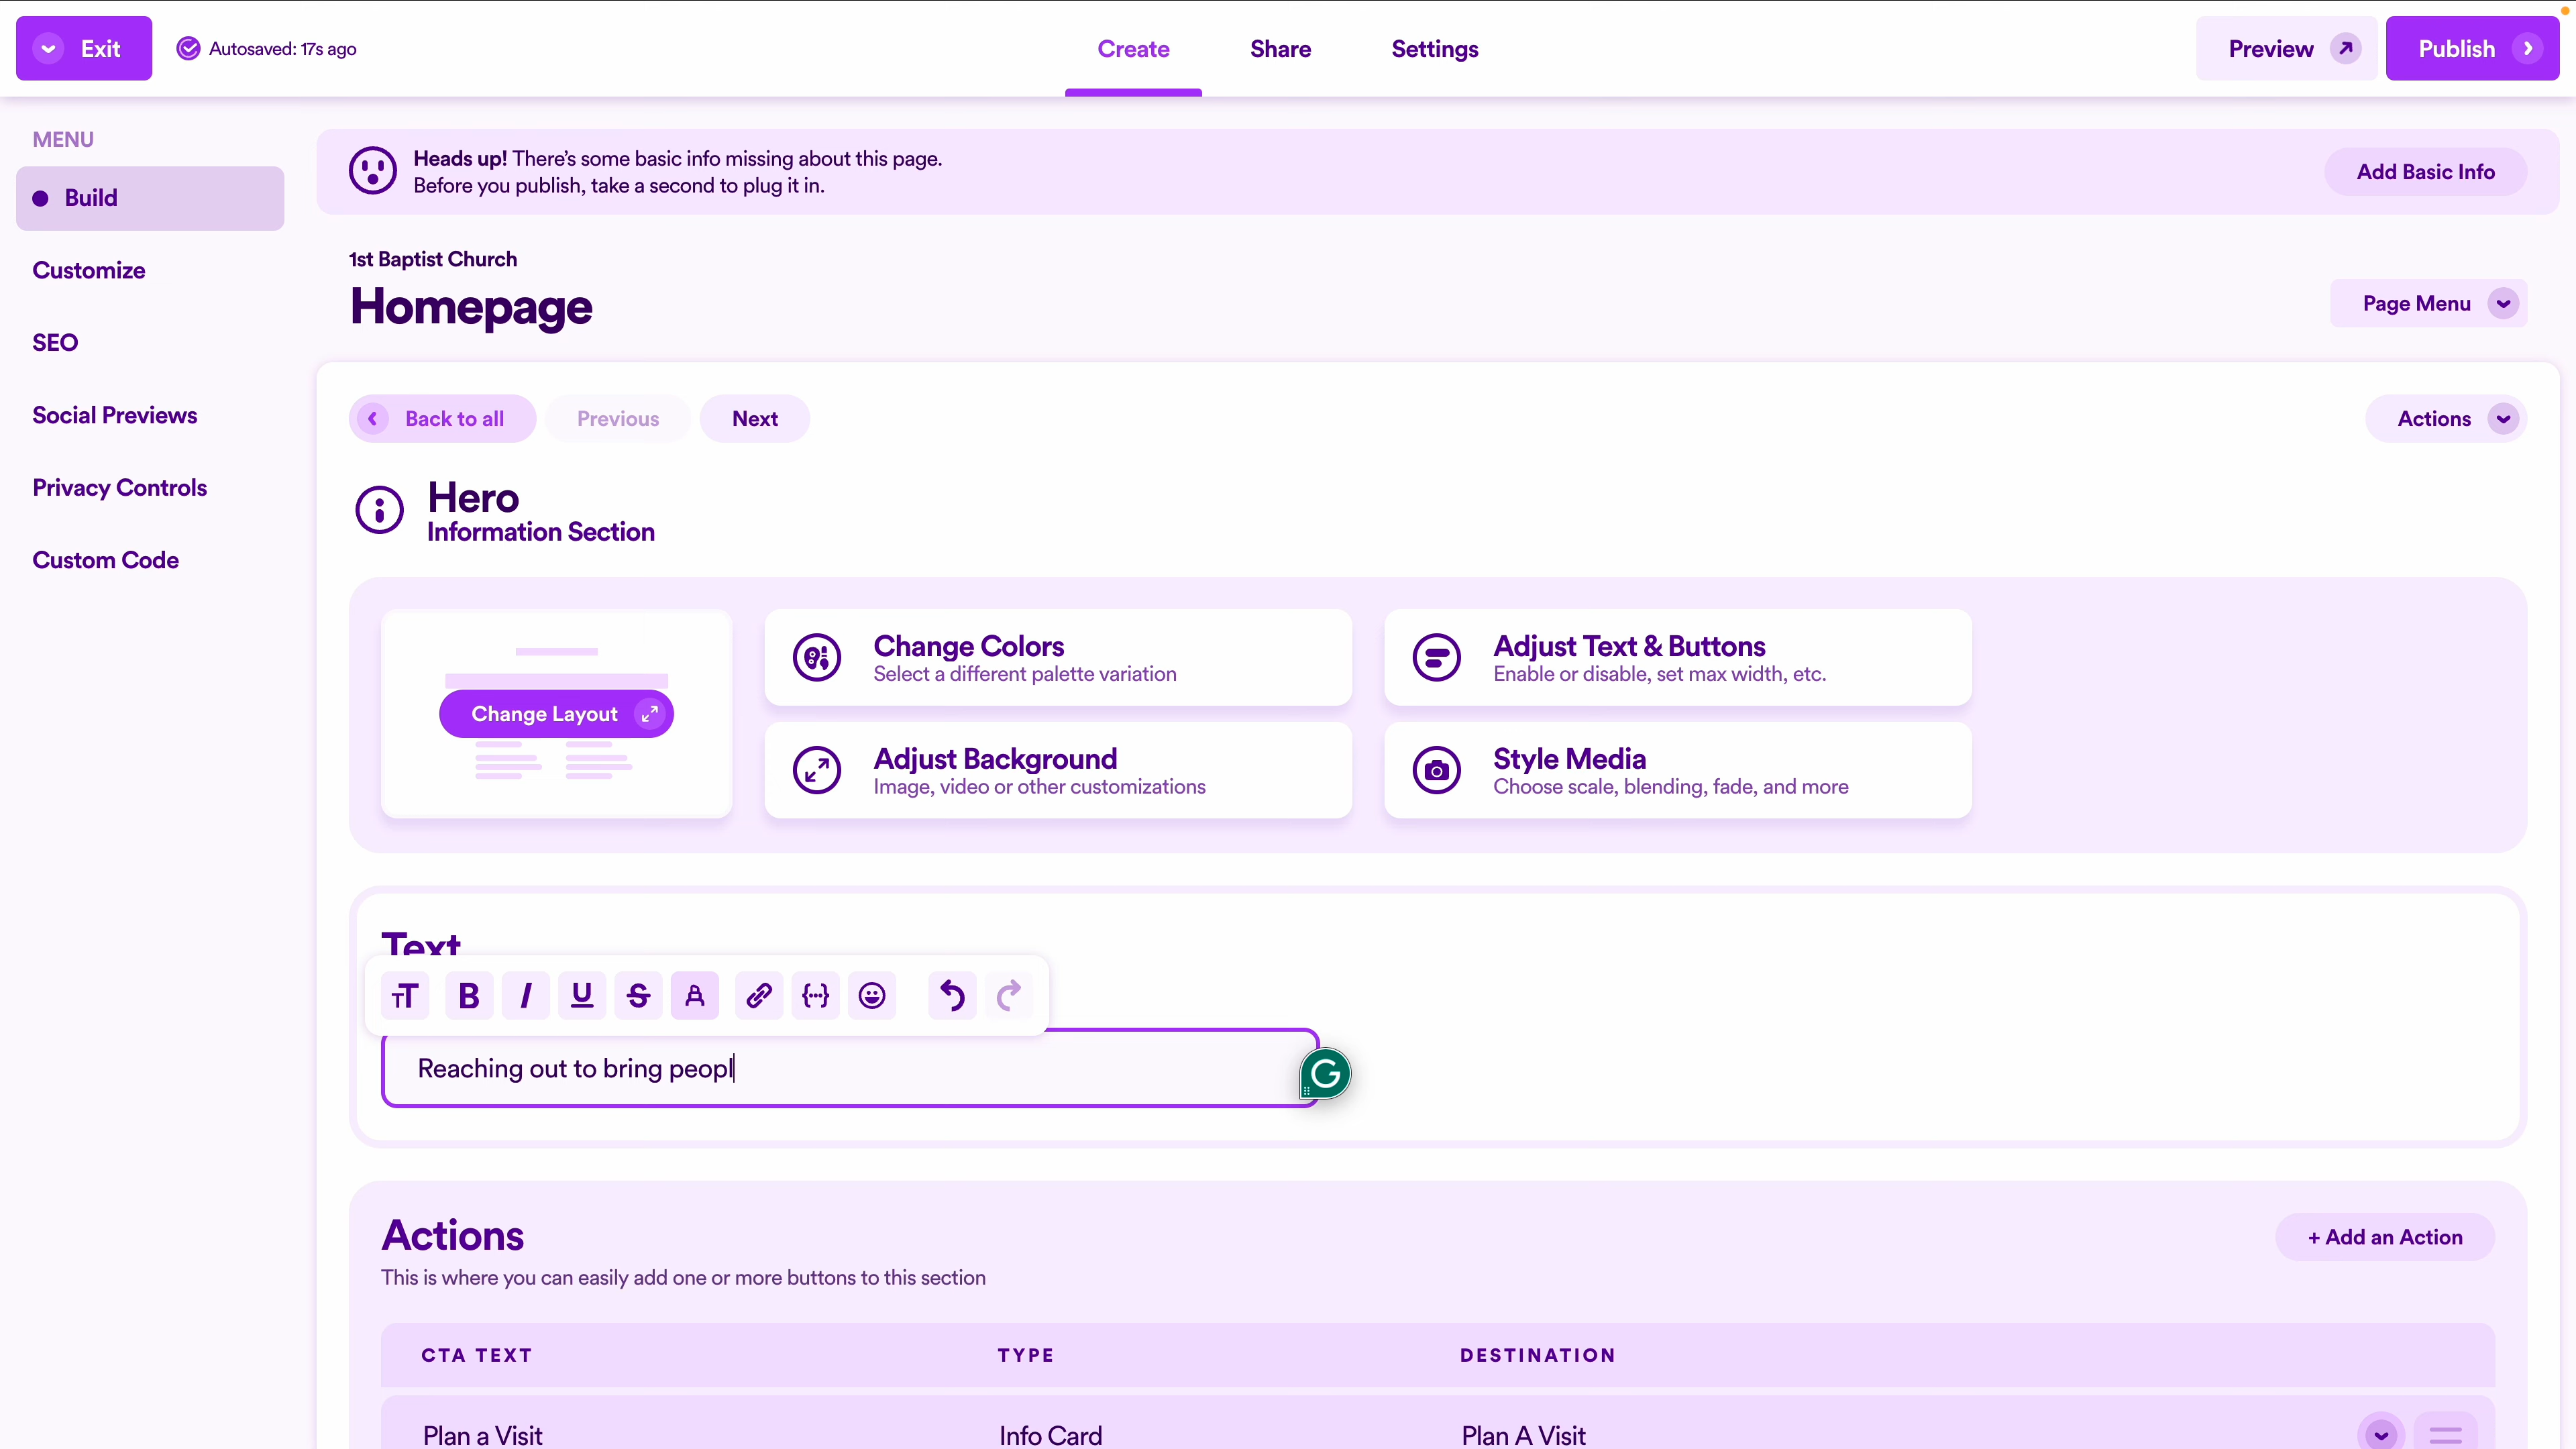 Exit
Autosaved: 17s ago
Create
Share
Settings
Preview
Publish
MENU
Build
Customize
SEO
Social Previews
Privacy Controls
Custom Code
Heads up! There's some basic info missing about this page.
Before you publish, take a second to plug it in.
Add Basic Info
1st Baptist Church
Homepage
Page Menu
Back to all
Previous
Next
Actions
Hero
Information Section
Change Layout
Change Colors
Select a different palette variation
Adjust Text & Buttons
Enable or disable, set max width, etc.
Adjust Background
Image, video or other customizations
Style Media
Choose scale, blending, fade, and more
Text
Reaching out to bring peopl
Actions
This is where you can easily add one or more buttons to this section
+ Add an Action
CTA TEXT
TYPE
DESTINATION
Plan a Visit
Info Card
Plan A Visit